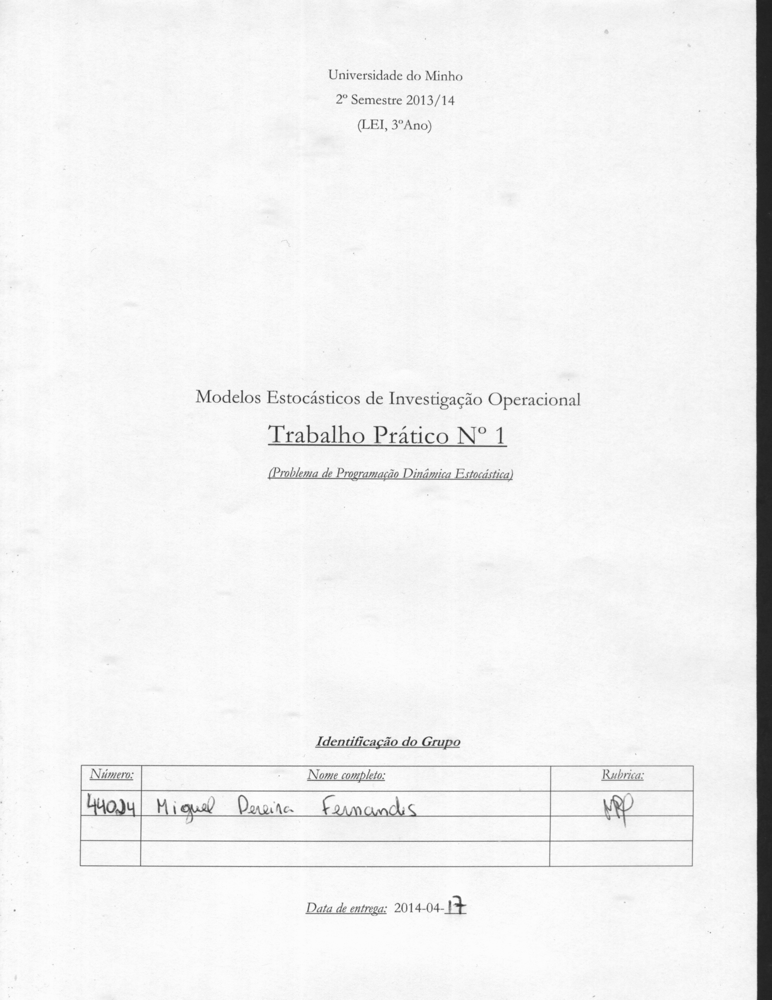 Universidade do Minho
2º Semestre 2013/14
(LEI, 3ºAno)
Modelos Estocásticos de Investigação Operacional
Trabalho Prático Nº 1
(Problema de Programação Dinâmica Estocástica)
Identificação do Grupo
Número: Nome completo: Rubrica:
Miguel Pereira Fernandes
Data de entrega: 2014-04-17